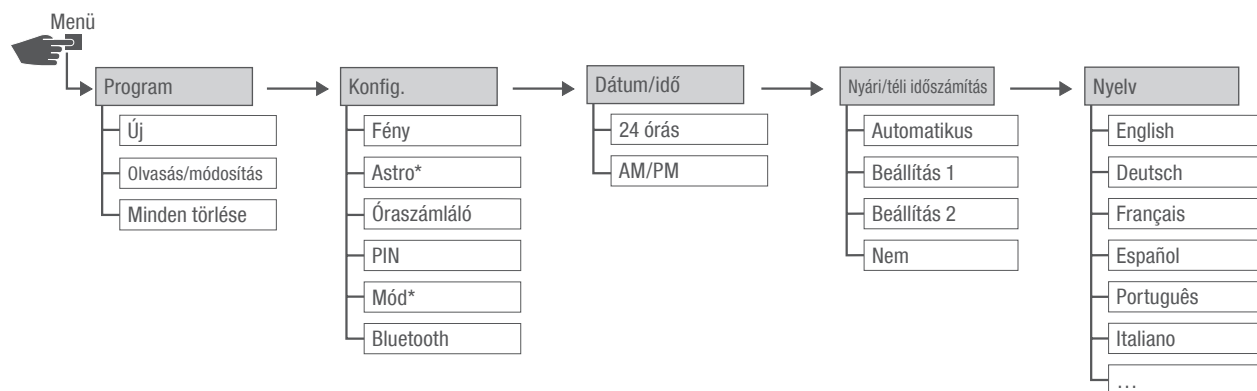 Menü
Program
Új
Olvasás/módosítás
Minden törlése
Konfig.
Fény
Astro*
Óraszámláló
PIN
Mód*
Bluetooth
Dátum/idő
24 órás
AM/PM
Nyári/téli időszámítás
Automatikus
Beállítás 1
Beállítás 2
Nem
Nyelv
English
Deutsch
Français
Español
Português
Italiano
…